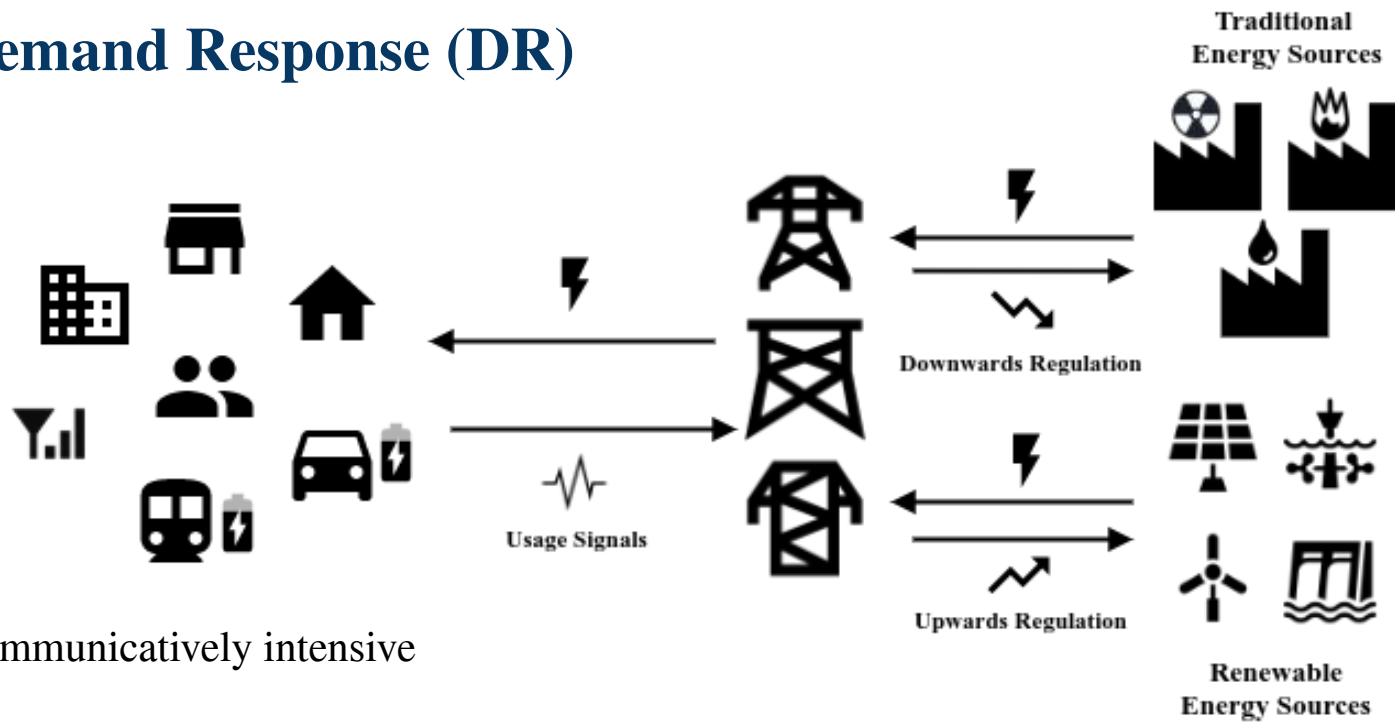 emand Response (DR)
Traditional
Energy Sources
Downwards Regulation
Usage Signals
Upwards Regulation
mmunicatively intensive
Renewable
Energy Sources